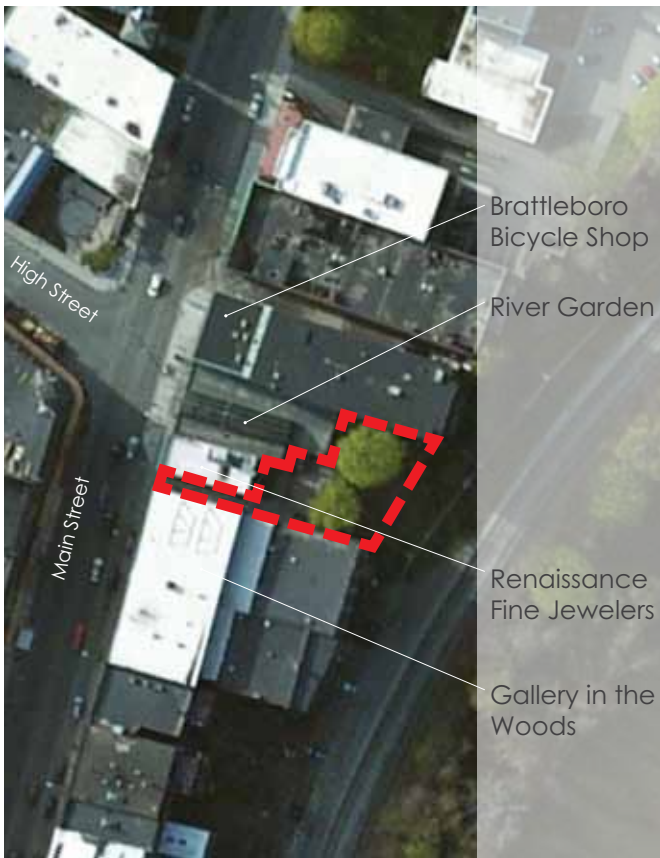 Brattleboro
Bicycle Shop
High Street
River Garden
Main Street
Renaissance
Fine Jewelers
Gallery in the
Woods